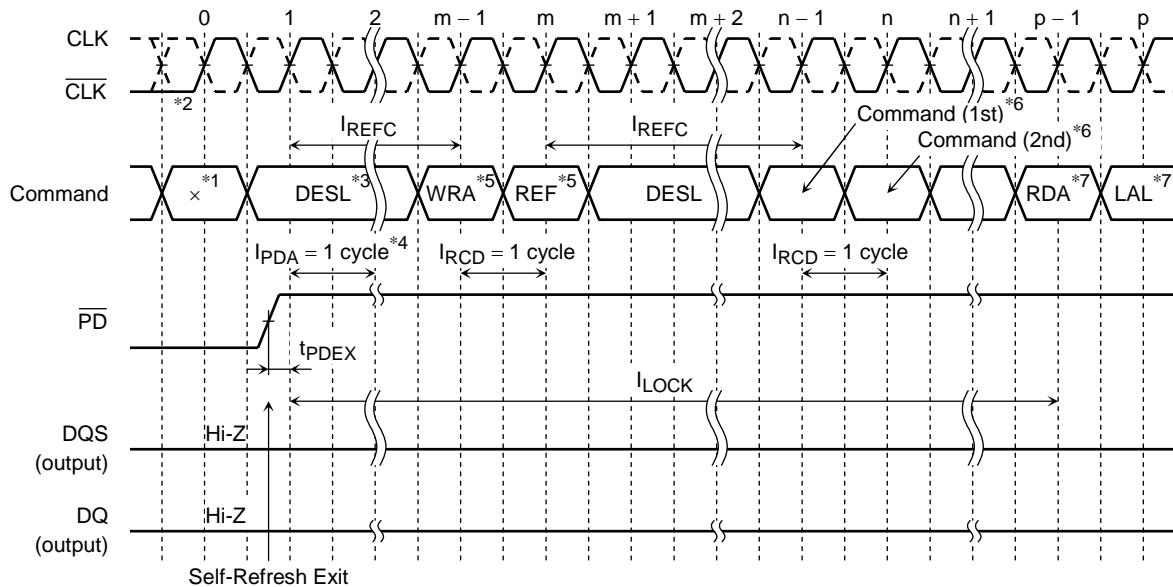 0 1 2 m − 1 m m + 1 m + 2 n − 1 n n + 1 p − 1 p
CLK
CLK
*2
IREFC IREFC Command (1st)*6
Command (2nd)*6
Command × *1 DESL*3 WRA*5 REF*5 DESL RDA*7 LAL*7
IPDA = 1 cycle*4 IRCD = 1 cycle IRCD = 1 cycle
PD
tPDEX
ILOCK
DQS
(output)
Hi-Z
DQ
(output)
Hi-Z
Self-Refresh Exit